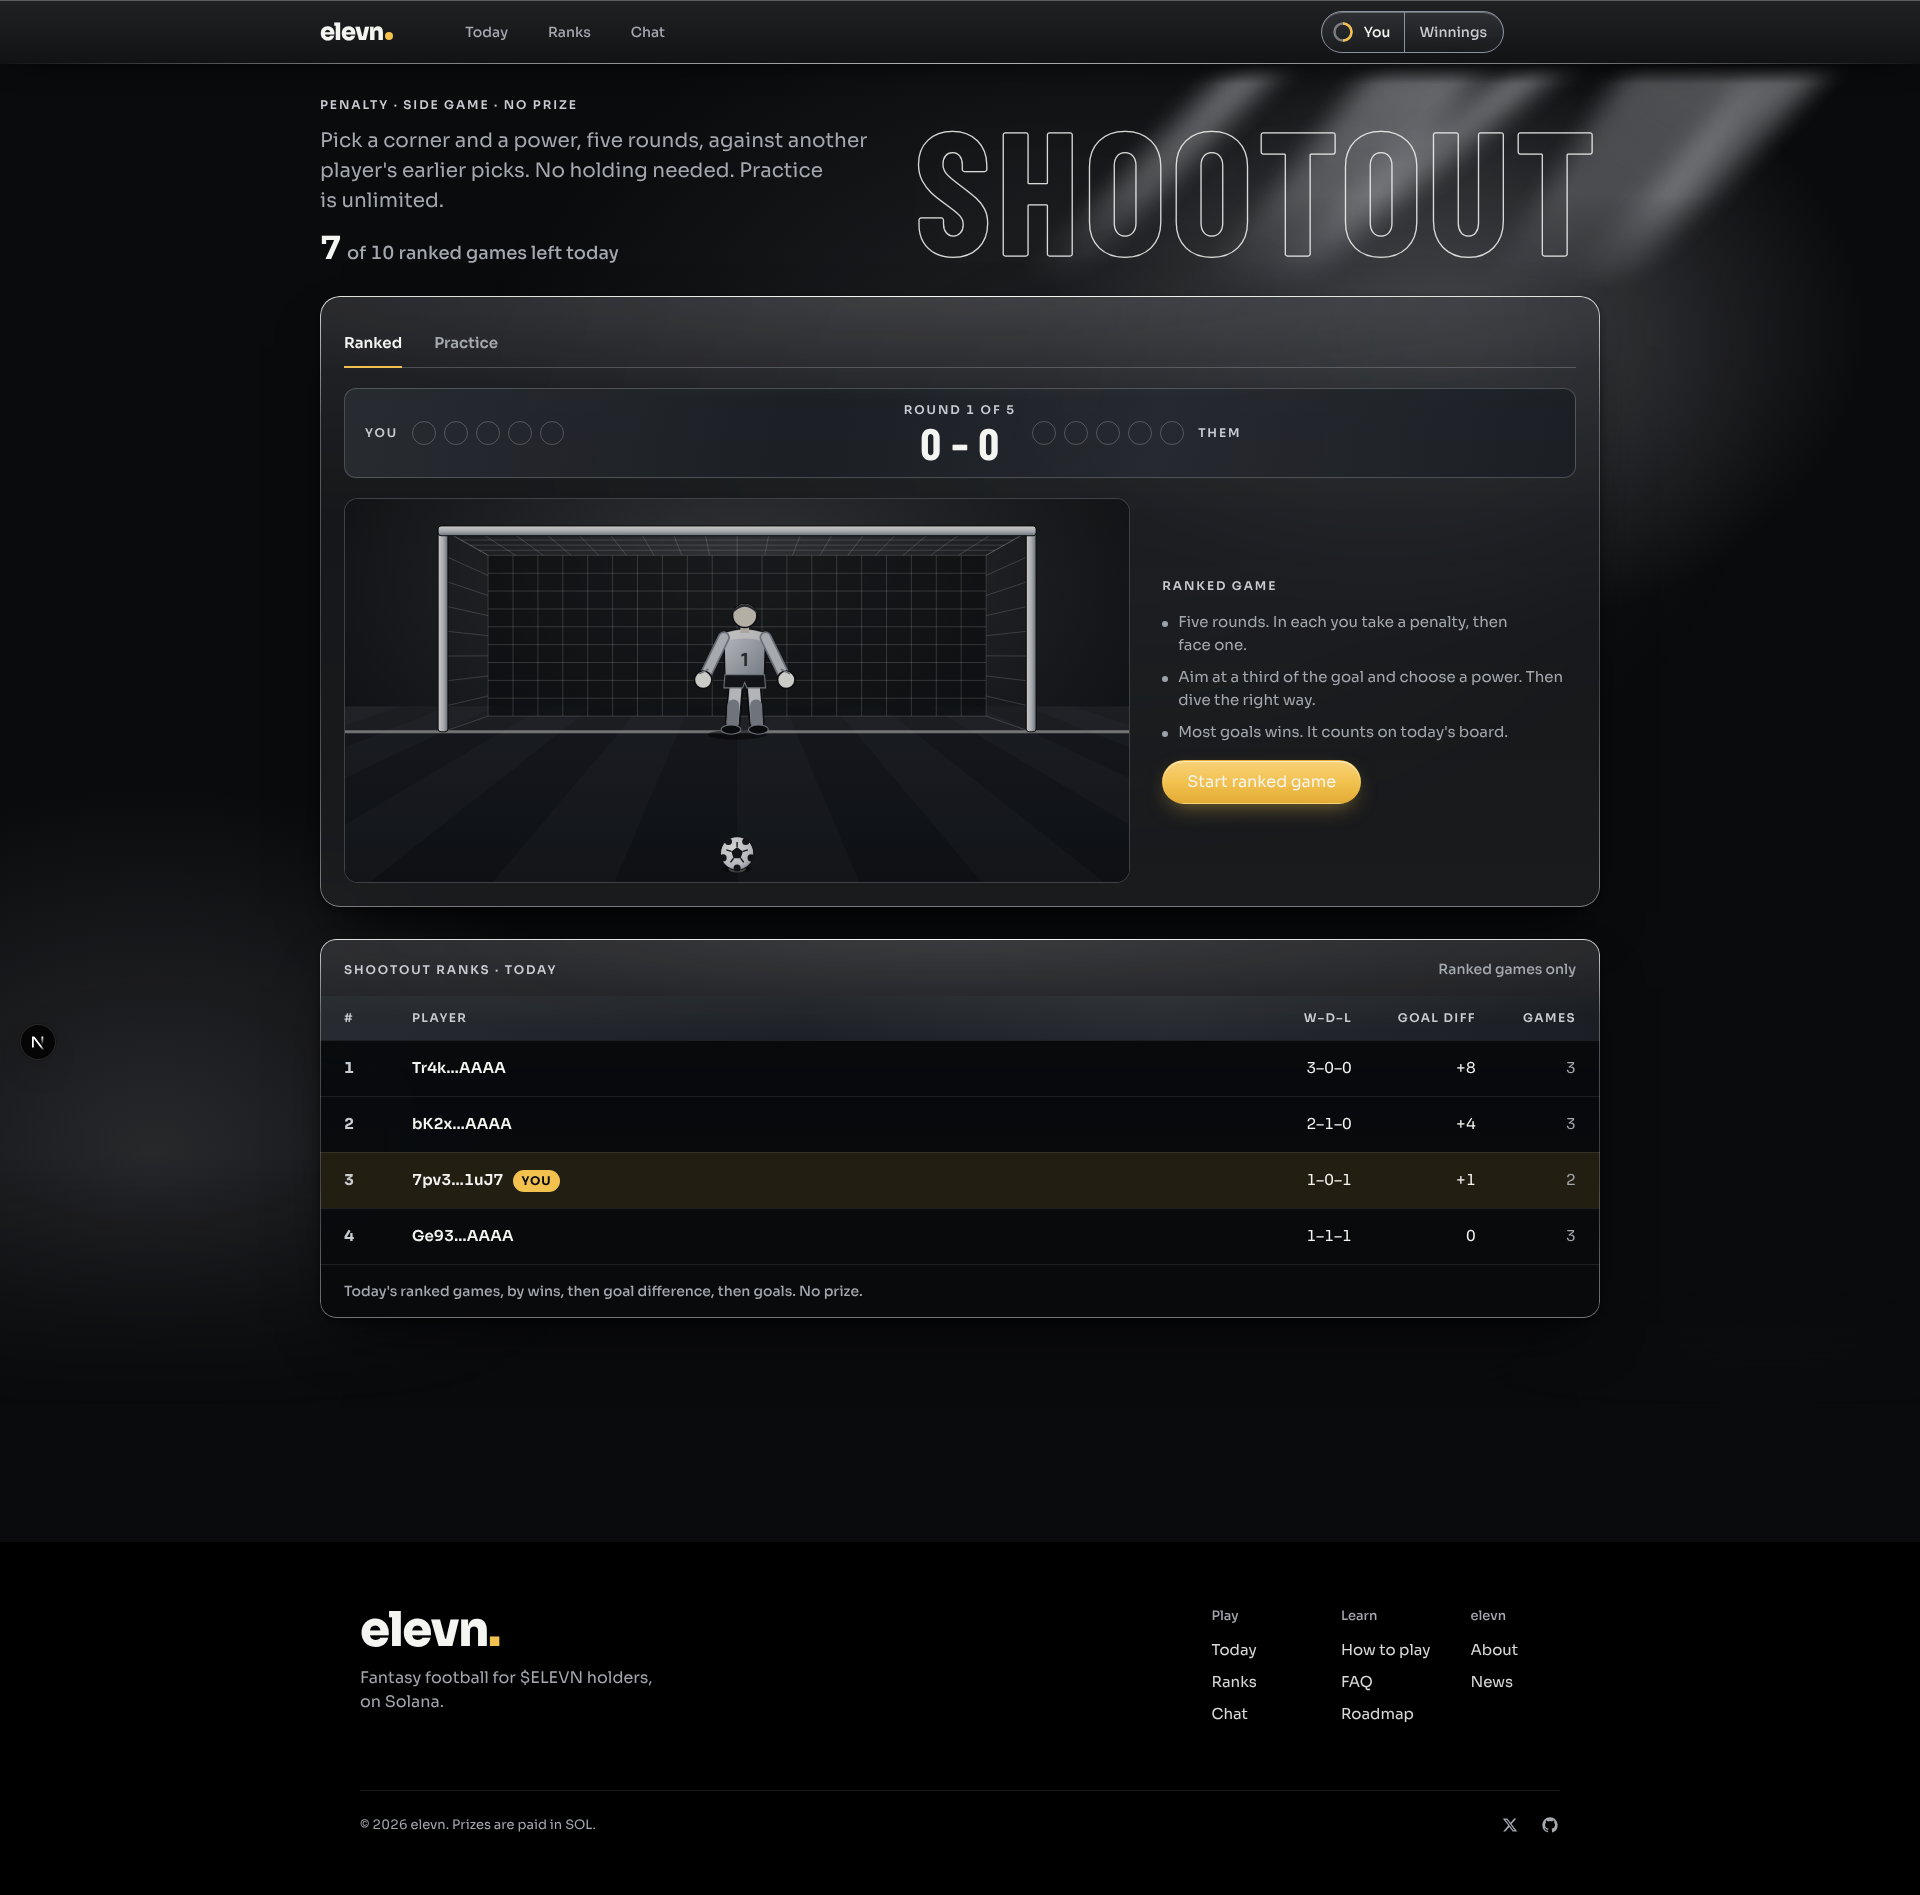 elevn.
Today
Ranks
Chat
You
Winnings
PENALTY · SIDE GAME · NO PRIZE
Pick a corner and a power, five rounds, against another
player's earlier picks. No holding needed. Practice
is unlimited.
7 of 10 ranked games left today
SHOOTOUT
Ranked
Practice
YOU
ROUND 1 OF 5
0 - 0
THEM
1
RANKED GAME
Five rounds. In each you take a penalty, then
face one.
Aim at a third of the goal and choose a power. Then
dive the right way.
Most goals wins. It counts on today's board.
Start ranked game
SHOOTOUT RANKS · TODAY
Ranked games only
# PLAYER W–D–L GOAL DIFF GAMES
1 Tr4k…AAAA 3–0–0 +8 3
2 bK2x…AAAA 2–1–0 +4 3
3 7pv3…1uJ7 YOU 1–0–1 +1 2
4 Ge93…AAAA 1–1–1 0 3
Today's ranked games, by wins, then goal difference, then goals. No prize.
N
elevn.
Fantasy football for $ELEVN holders,
on Solana.
Play
Today
Ranks
Chat
Learn
How to play
FAQ
Roadmap
elevn
About
News
© 2026 elevn. Prizes are paid in SOL.